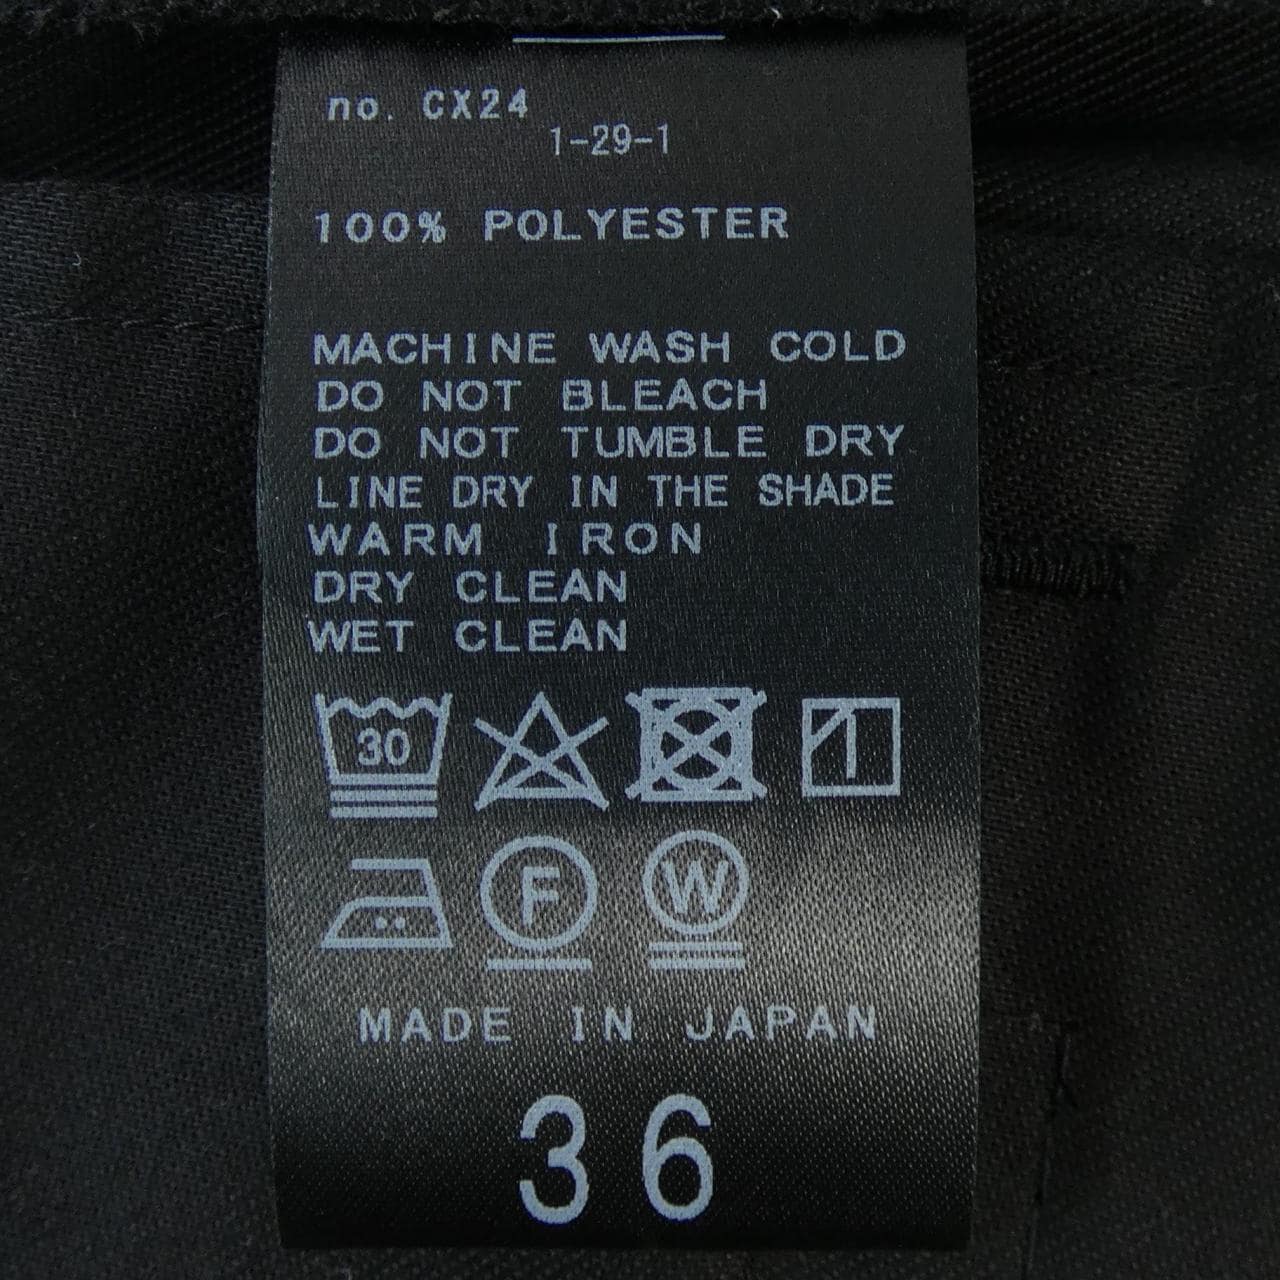 no. CX24
1-29-1
100% POLYESTER
MACHINE WASH COLD
DO NOT BLEACH
DO NOT TUMBLE DRY
LINE DRY IN THE SHADE
WARM IRON
DRY CLEAN
WET CLEAN
30
F W
MADE IN JAPAN
36